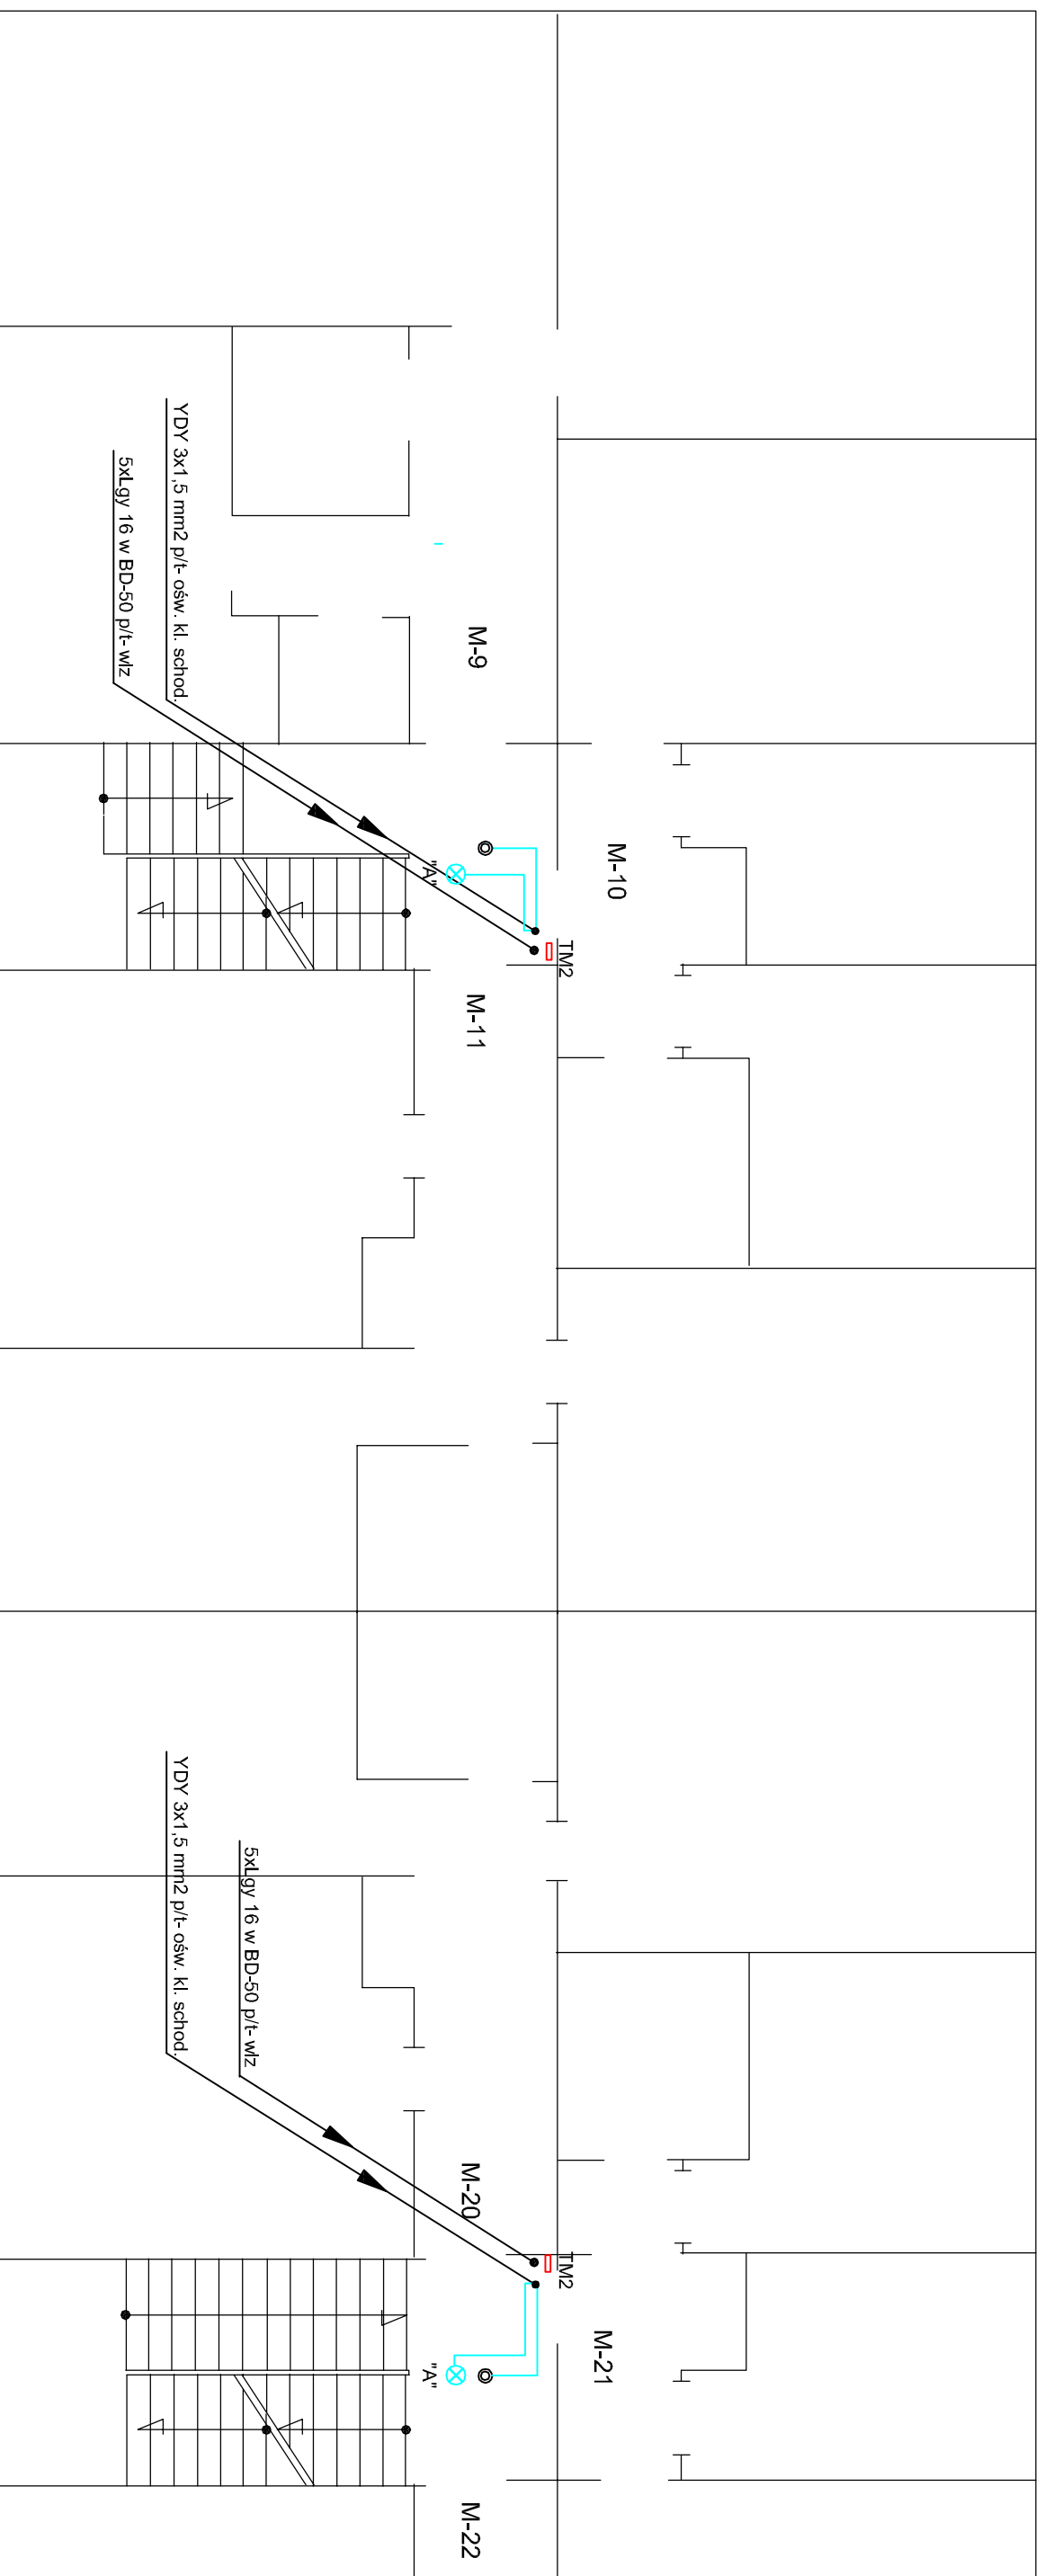 YDY 3x1,5 mm2 p/t- ośw. kl. schod.
5xLgy 16 w BD-50 p/t- wlz
M-9
M-10
"A"
TM2
M-11
5xLgy 16 w BD-50 p/t- wlz
YDY 3x1,5 mm2 p/t- ośw. kl. schod.
M-20
TM2
M-21
"A"
M-22